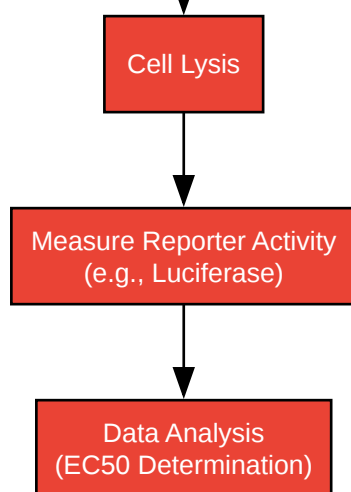 Cell Lysis
Measure Reporter Activity
(e.g., Luciferase)
Data Analysis
(EC50 Determination)